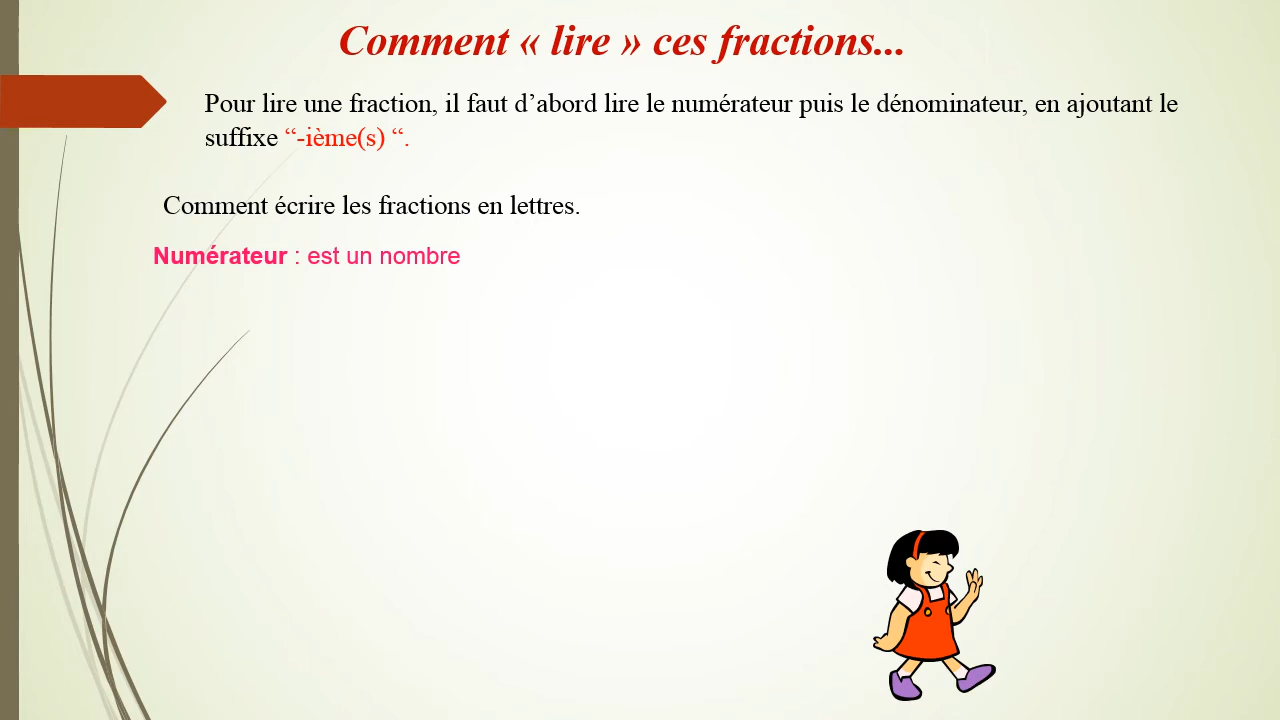 Comment « lire » ces fractions...
Pour lire une fraction, il faut d’abord lire le numérateur puis le dénominateur, en ajoutant le
suffixe “-ième(s) “.
Comment écrire les fractions en lettres.
Numérateur : est un nombre